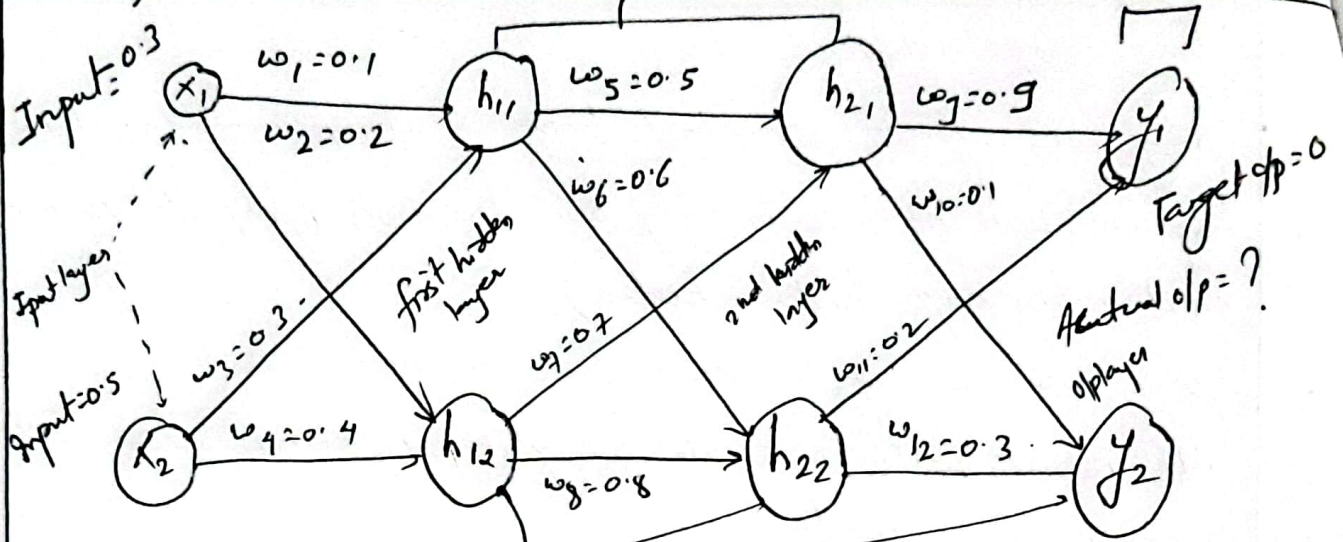 Input=0.3
x1
w1=0.1
w2=0.2
h11
w5=0.5
w6=0.6
h21
w9=0.9
w10=0.1
y1
Target o/p=0
Input layer
first hidden
layer
2nd hidden
layer
Acutual o/p=?
o/player
w3=0.3
w7=0.7
w11=0.2
Input=0.5
x2
w4=0.4
h12
w8=0.8
h22
w12=0.3
y2